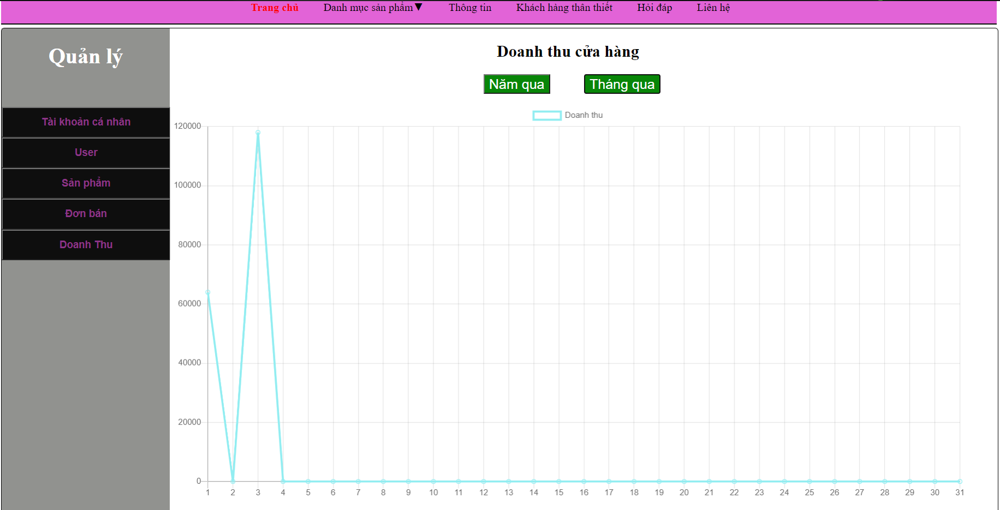 Trang chủ Danh mục sản phẩm▼ Thông tin Khách hàng thân thiết Hỏi đáp Liên hệ
Quản lý
Tài khoản cá nhân
User
Sản phẩm
Đơn bán
Doanh Thu
Doanh thu cửa hàng
Năm qua Tháng qua
Doanh thu
120000
100000
80000
60000
40000
20000
0
1 2 3 4 5 6 7 8 9 10 11 12 13 14 15 16 17 18 19 20 21 22 23 24 25 26 27 28 29 30 31